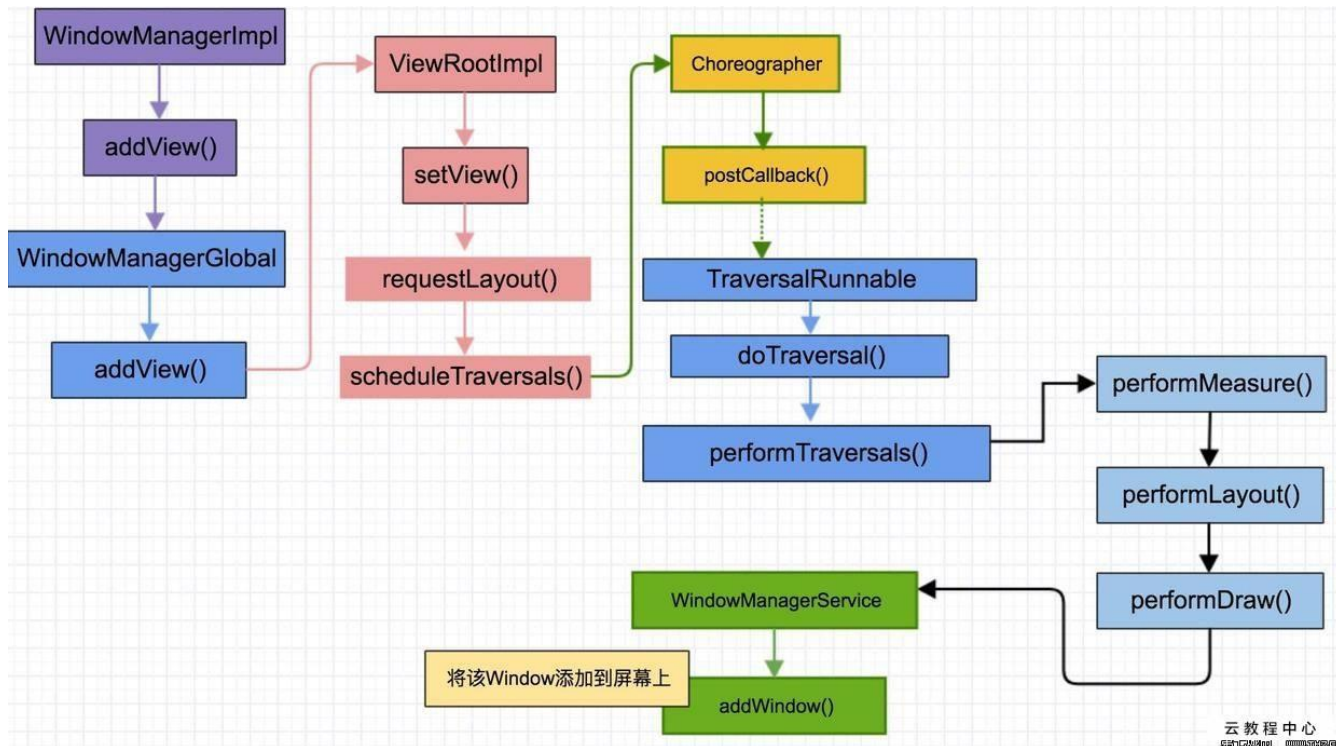 WindowManagerImpl
addView()
WindowManagerGlobal
addView()
ViewRootImpl
setView()
requestLayout()
scheduleTraversals()
Choreographer
postCallback()
TraversalRunnable
doTraversal()
performTraversals()
performMeasure()
performLayout()
performDraw()
WindowManagerService
将该Window添加到屏幕上
addWindow()
云教程中心